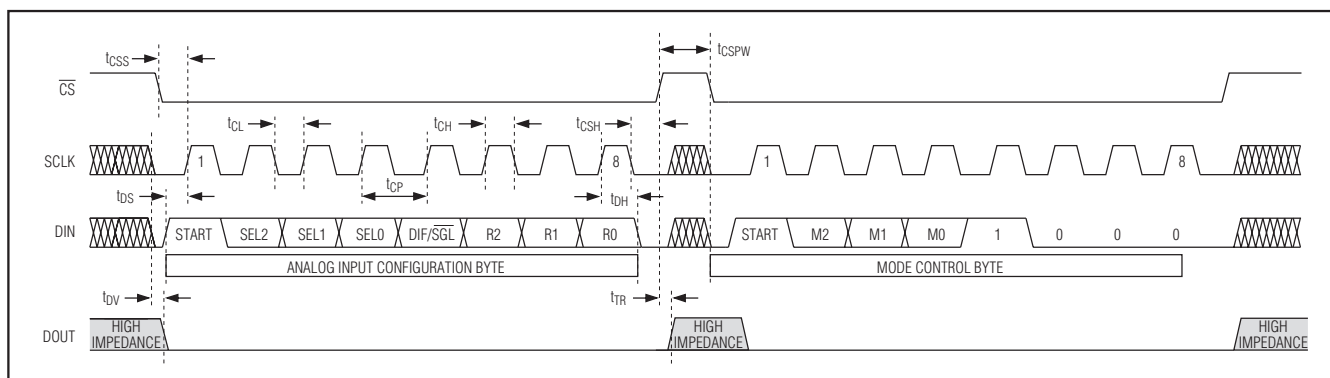 tCSS
tCSPW
CS
tCL
tCH
tCSH
SCLK
1
8
1
8
tDS
tCP
tDH
DIN
START
SEL2
SEL1
SEL0
DIF/SGL
R2
R1
R0
START
M2
M1
M0
1
0
0
0
ANALOG INPUT CONFIGURATION BYTE
MODE CONTROL BYTE
tDV
tTR
DOUT
HIGH
IMPEDANCE
HIGH
IMPEDANCE
HIGH
IMPEDANCE